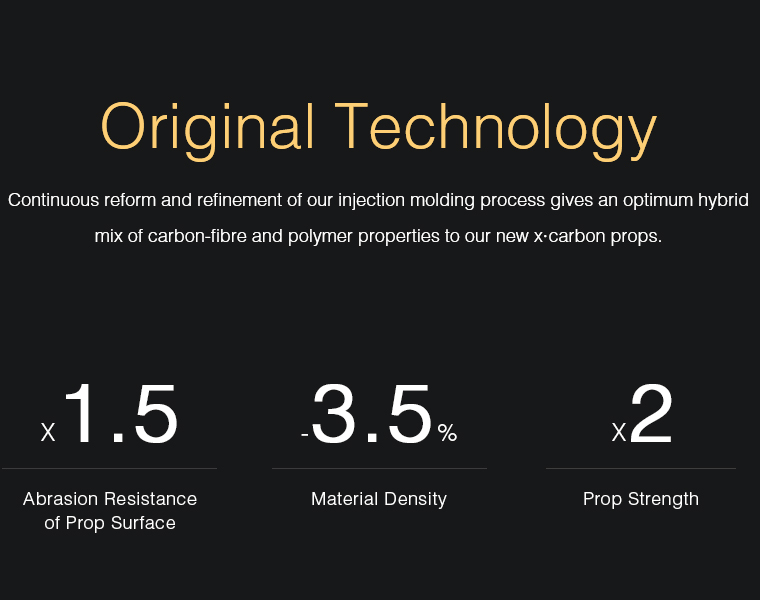 Original Technology
Continuous reform and refinement of our injection molding process gives an optimum hybrid
mix of carbon-fibre and polymer properties to our new x·carbon props.
X1.5
-3.5%
X2
Abrasion Resistance
of Prop Surface
Material Density
Prop Strength